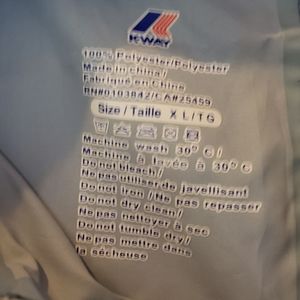 K-WAY
100% Polyester/Polyester
Made in China/
Fabriqué en Chine
RN#0103842/CA#25459
Size / Taille X L / T G
Machine wash 30° C /
Machine à lavée à 30° C
Do not bleach/
Ne pas utiliser de javellisant
Do not Iron / Ne pas repasser
Do not dry clean/
Ne pas nettoyer à sec
Do not tumble dry/
Ne pas mettre dans
la sécheuse